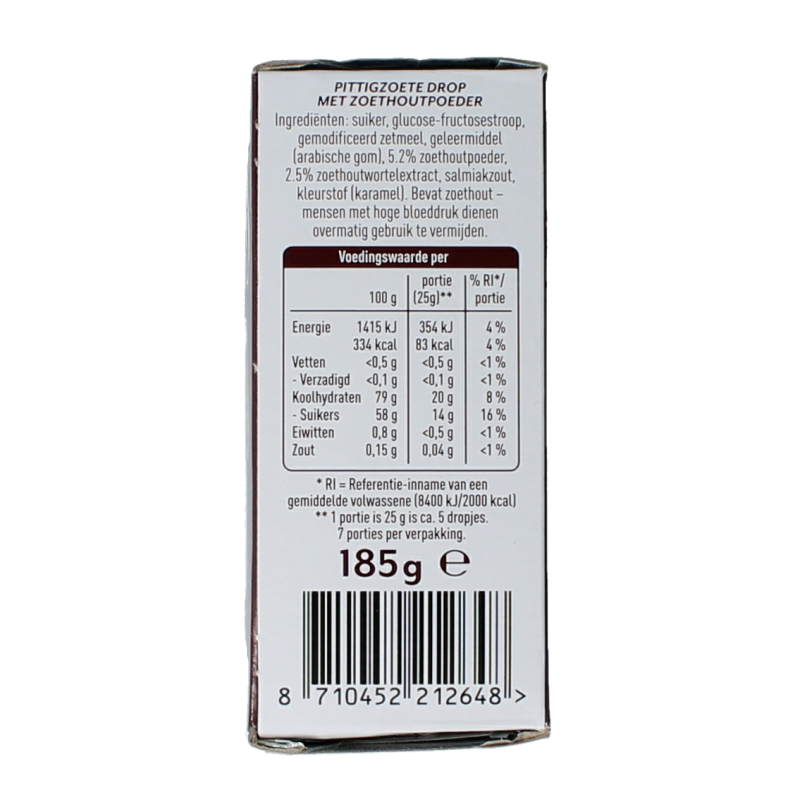 PITTIGZOETE DROP
MET ZOETHOUTPOEDER
Ingrediënten: suiker, glucose-fructosestroop,
gemodificeerd zetmeel, geleermiddel
(arabische gom), 5.2% zoethoutpoeder,
2.5% zoethoutwortelextract, salmiakzout,
kleurstof (karamel). Bevat zoethout –
mensen met hoge bloeddruk dienen
overmatig gebruik te vermijden.
Voedingswaarde per
100 g portie (25g)** % RI*/ portie
Energie 1415 kJ 354 kJ 4 %
334 kcal 83 kcal 4 %
Vetten <0,5 g <0,5 g <1 %
- Verzadigd <0,1 g <0,1 g <1 %
Koolhydraten 79 g 20 g 8 %
- Suikers 58 g 14 g 16 %
Eiwitten 0,8 g <0,5 g <1 %
Zout 0,15 g 0,04 g <1 %
* RI = Referentie-inname van een
gemiddelde volwassene (8400 kJ/2000 kcal)
** 1 portie is 25 g is ca. 5 dropjes.
7 porties per verpakking.
185g ℮
8 710452 212648 >